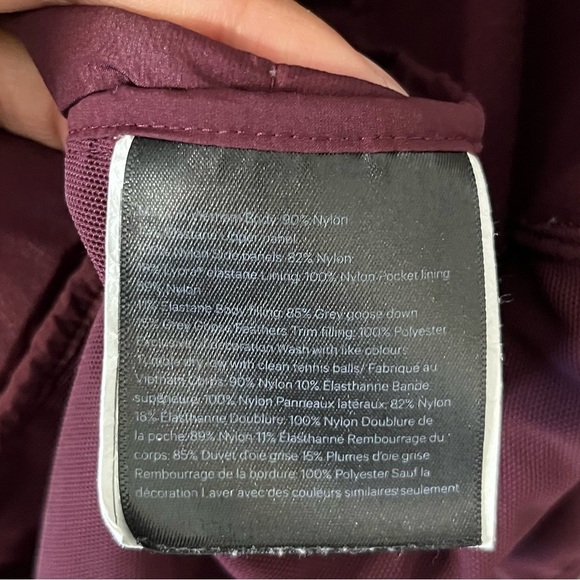 Body: 90% Nylon
panel
Side panels: 82% Nylon
elastane Lining: 100% Nylon Pocket lining
89% Nylon
11% Elastane Body filling: 85% Grey goose down
Grey Goose Feathers Trim filling: 100% Polyester
Exclusive of decoration Wash with like colours
Tumble dry low with clean tennis balls/ Fabriqué au
Vietnam Corps: 90% Nylon 10% Élasthanne Bande
supérieure: 100% Nylon Panneaux latéraux: 82% Nylon
18% Élasthanne Doublure: 100% Nylon Doublure de
la poche: 89% Nylon 11% Élasthanne Rembourrage du
corps: 85% Duvet d'oie grise 15% Plumes d'oie grise
Rembourrage de la bordure: 100% Polyester Sauf la
décoration Laver avec des couleurs similaires seulement